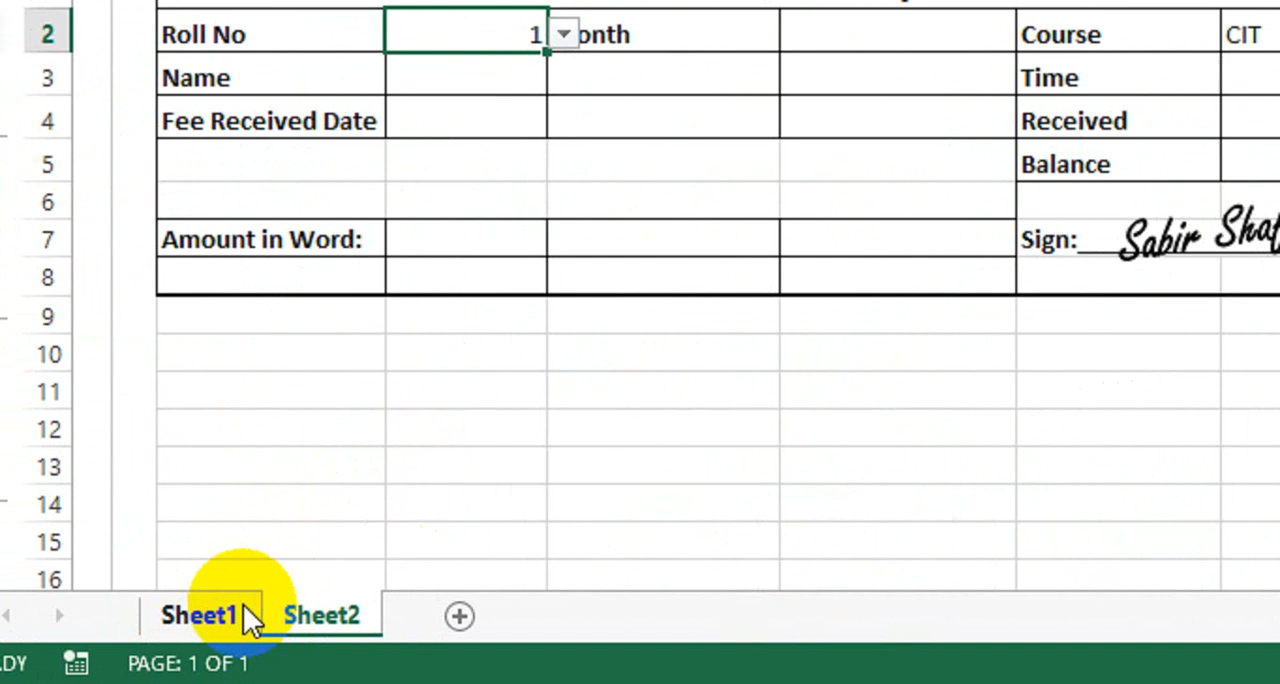 2 Roll No 1 onth Course CIT
3 Name Time
4 Fee Received Date Received
5 Balance
6
7 Amount in Word: Sign: Sabir
8
9
10
11
12
13
14
15
16
Sheet1 Sheet2
DY PAGE: 1 OF 1